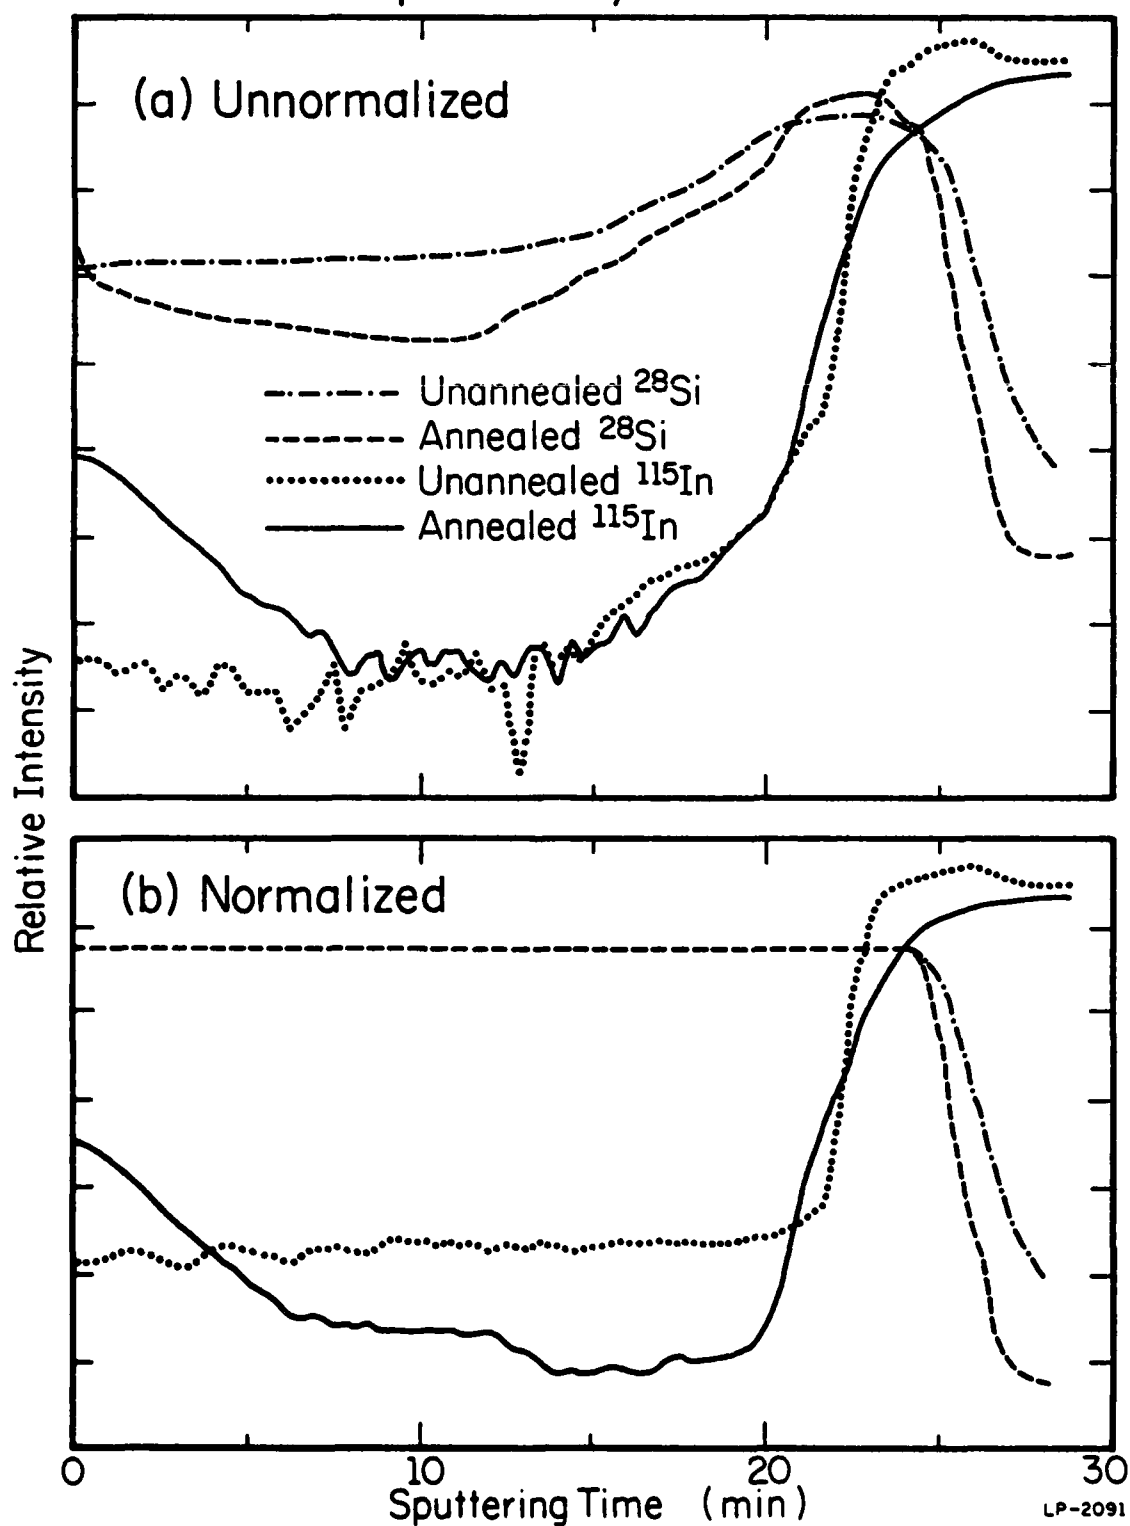 (a) Unnormalized
Unannealed ²⁸Si
Annealed ²⁸Si
Unannealed ¹¹⁵In
Annealed ¹¹⁵In
Relative Intensity
(b) Normalized
0 10 20 30
Sputtering Time (min)
LP-2091